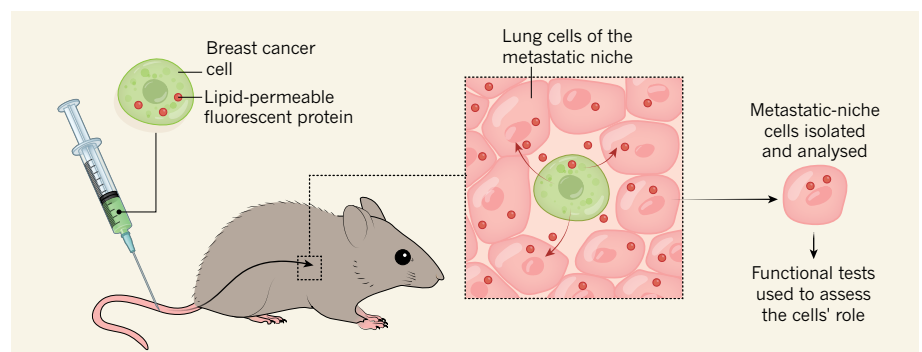 Breast cancer
cell
Lipid-permeable
fluorescent protein
Lung cells of the
metastatic niche
Metastatic-niche
cells isolated
and analysed
Functional tests
used to assess
the cells' role